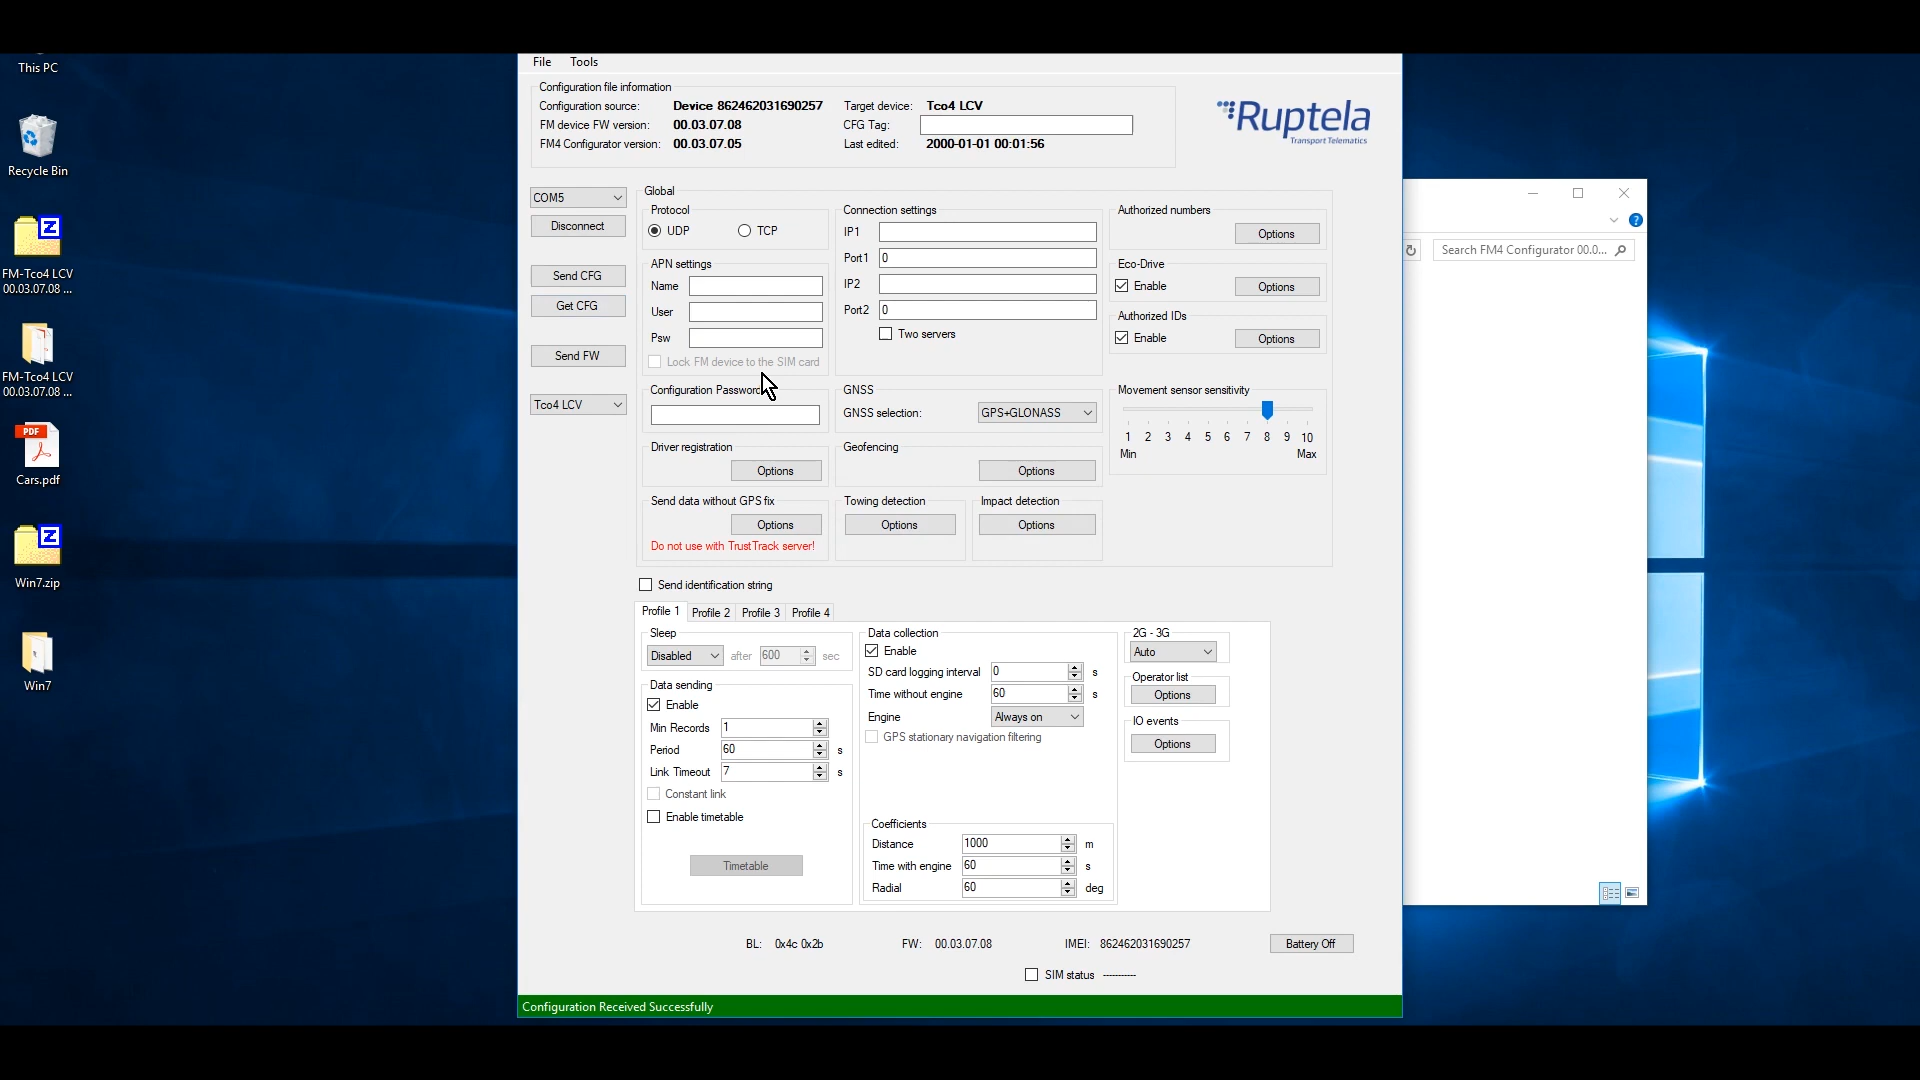 This PC
Recycle Bin
FM-Tco4 LCV
00.03.07.08 ...
FM-Tco4 LCV
00.03.07.08 ...
PDF
Cars.pdf
Win7.zip
Win7
File Tools
Configuration file information
Configuration source: Device 862462031690257 Target device: Tco4 LCV
FM device FW version: 00.03.07.08 CFG Tag:
FM4 Configurator version: 00.03.07.05 Last edited: 2000-01-01 00:01:56
Ruptela
Transport Telematics
COM5
Disconnect
Send CFG
Get CFG
Send FW
Tco4 LCV
Global
Protocol
UDP TCP
APN settings
Name
User
Psw
Lock FM device to the SIM card
Configuration Password
Driver registration
Options
Send data without GPS fix
Options
Do not use with TrustTrack server!
Connection settings
IP1
Port1 0
IP2
Port2 0
Two servers
GNSS
GNSS selection: GPS+GLONASS
Geofencing
Options
Towing detection
Options
Impact detection
Options
Authorized numbers
Options
Eco-Drive
Enable Options
Authorized IDs
Enable Options
Movement sensor sensitivity
1 2 3 4 5 6 7 8 9 10
Min Max
Send identification string
Profile 1 Profile 2 Profile 3 Profile 4
Sleep
Disabled after 600 sec
Data sending
Enable
Min Records 1
Period 60 s
Link Timeout 7 s
Constant link
Enable timetable
Timetable
Data collection
Enable
SD card logging interval 0 s
Time without engine 60 s
Engine Always on
GPS stationary navigation filtering
Coefficients
Distance 1000 m
Time with engine 60 s
Radial 60 deg
2G - 3G
Auto
Operator list
Options
IO events
Options
BL: 0x4c 0x2b FW: 00.03.07.08 IMEI: 862462031690257 Battery Off
SIM status -----------
Configuration Received Successfully
Search FM4 Configurator 00.0...